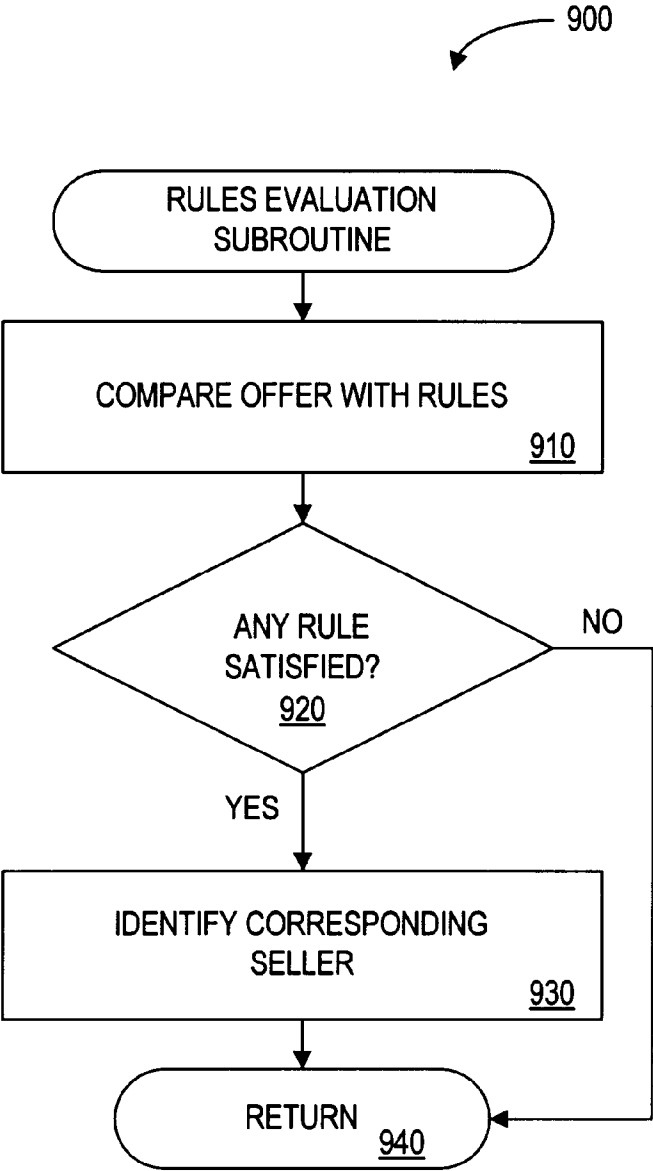 900
RULES EVALUATION
SUBROUTINE
COMPARE OFFER WITH RULES
910
ANY RULE
SATISFIED?
920
NO
YES
IDENTIFY CORRESPONDING
SELLER
930
RETURN
940